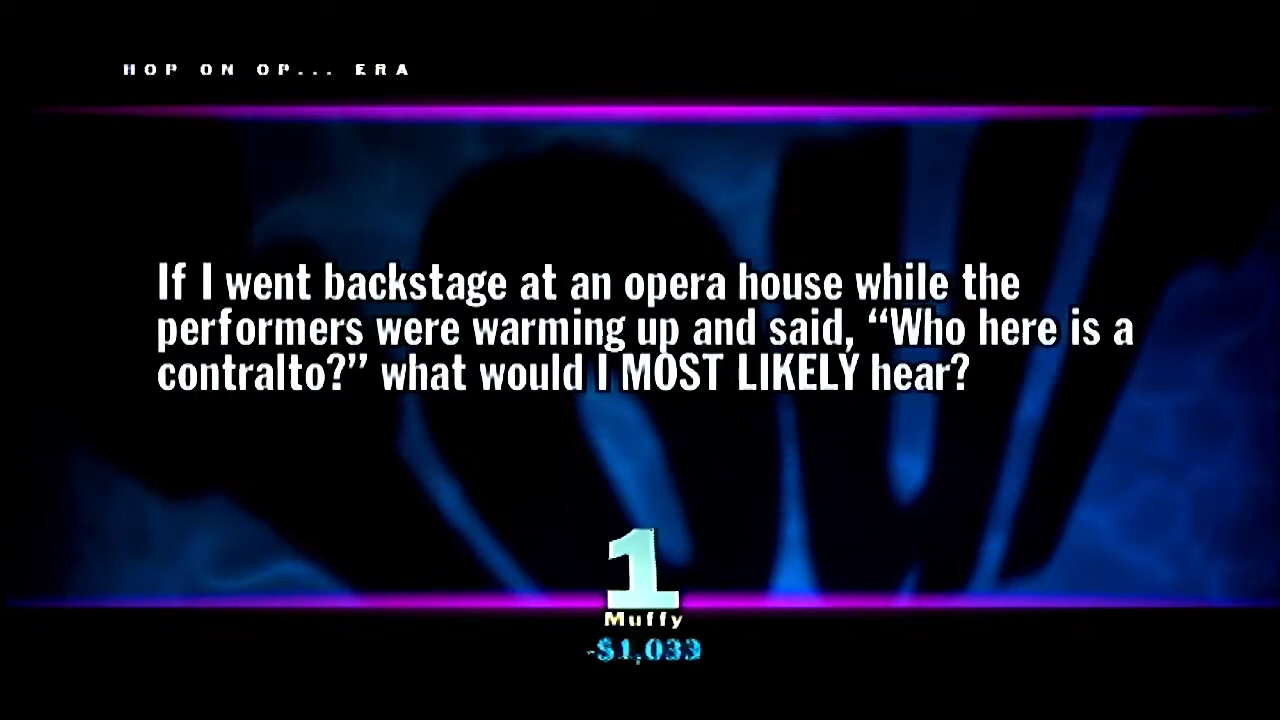 HOP ON OP... ERA
If I went backstage at an opera house while the
performers were warming up and said, “Who here is a
contralto?” what would I MOST LIKELY hear?
1
Muffy
-$1,033